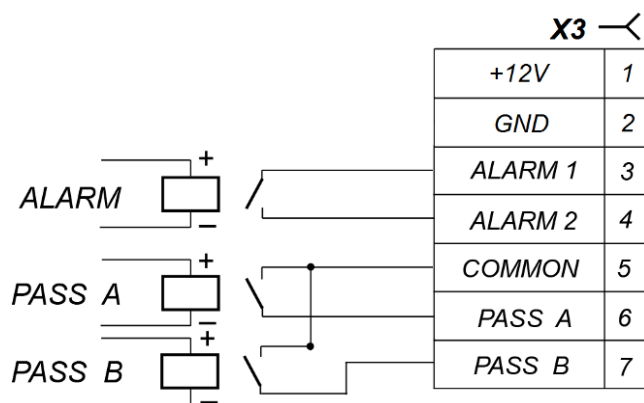 X3
+12V 1
GND 2
ALARM 1 3
ALARM 2 4
COMMON 5
PASS A 6
PASS B 7
+
ALARM
−
+
PASS A
−
+
PASS B
−